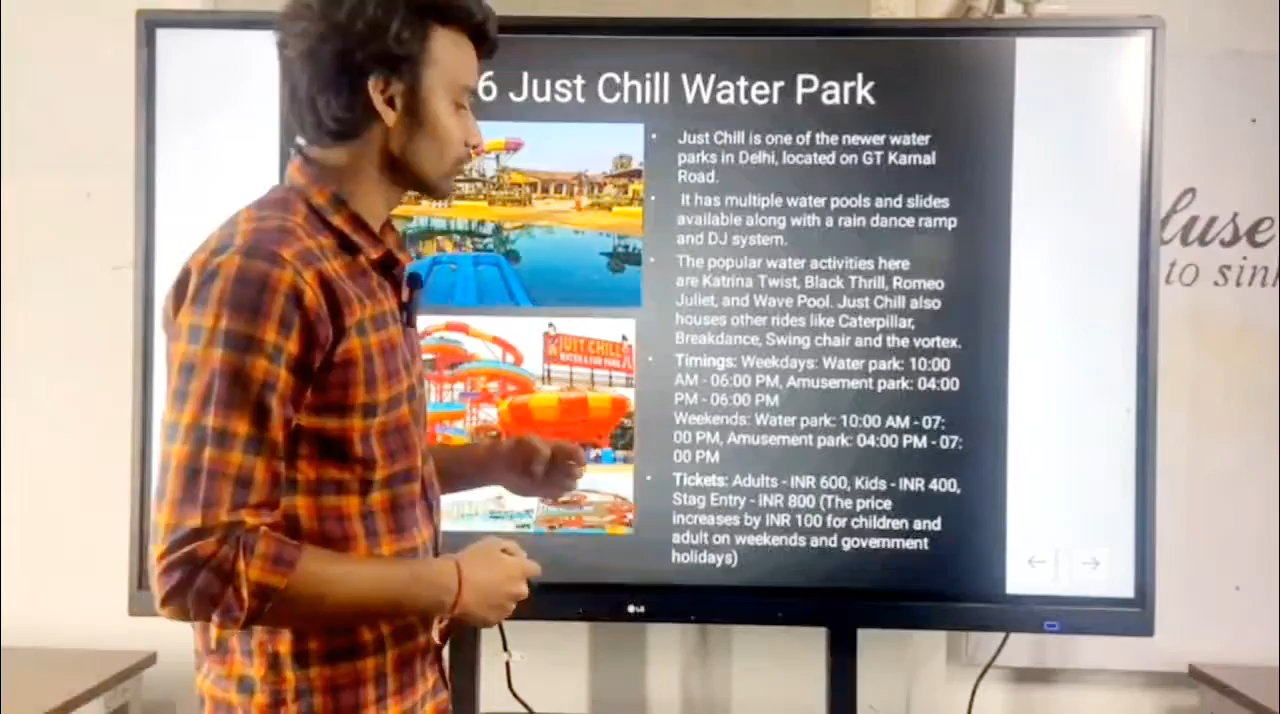 6 Just Chill Water Park
Just Chill is one of the newer water
parks in Delhi, located on GT Karnal
Road.
It has multiple water pools and slides
available along with a rain dance ramp
and DJ system.
The popular water activities here
are Katrina Twist, Black Thrill, Romeo
Juliet, and Wave Pool. Just Chill also
houses other rides like Caterpillar,
Breakdance, Swing chair and the vortex.
Timings: Weekdays: Water park: 10:00
AM - 06:00 PM, Amusement park: 04:00
PM - 06:00 PM
Weekends: Water park: 10:00 AM - 07:
00 PM, Amusement park: 04:00 PM - 07:
00 PM
Tickets: Adults - INR 600, Kids - INR 400,
Stag Entry - INR 800 (The price
increases by INR 100 for children and
adult on weekends and government
holidays)
JUST CHILL
WATER & FUN PARK
LG
luse
to sin